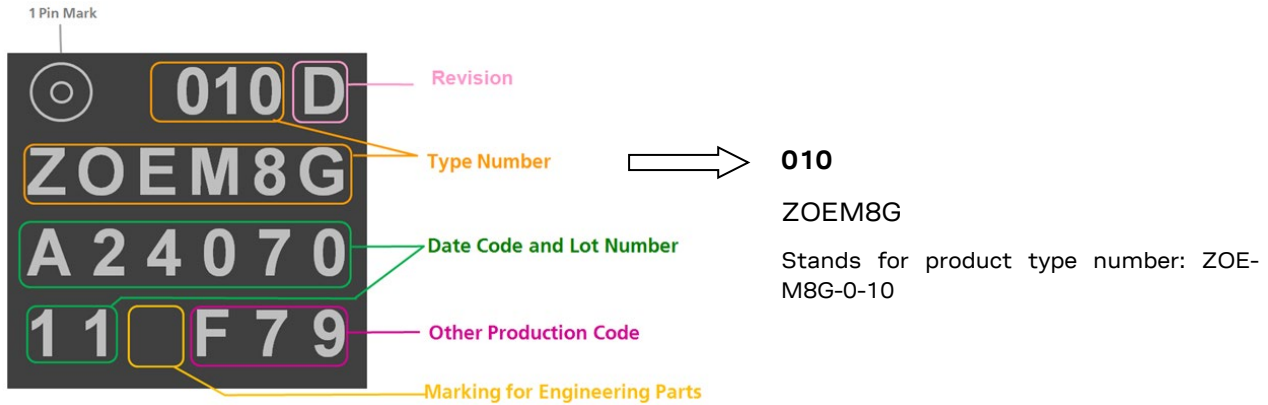 1 Pin Mark
010 D
Revision
ZOEM8G
Type Number
010
ZOEM8G
A24070
Date Code and Lot Number
Stands for product type number: ZOE-
M8G-0-10
11 F79
Other Production Code
Marking for Engineering Parts